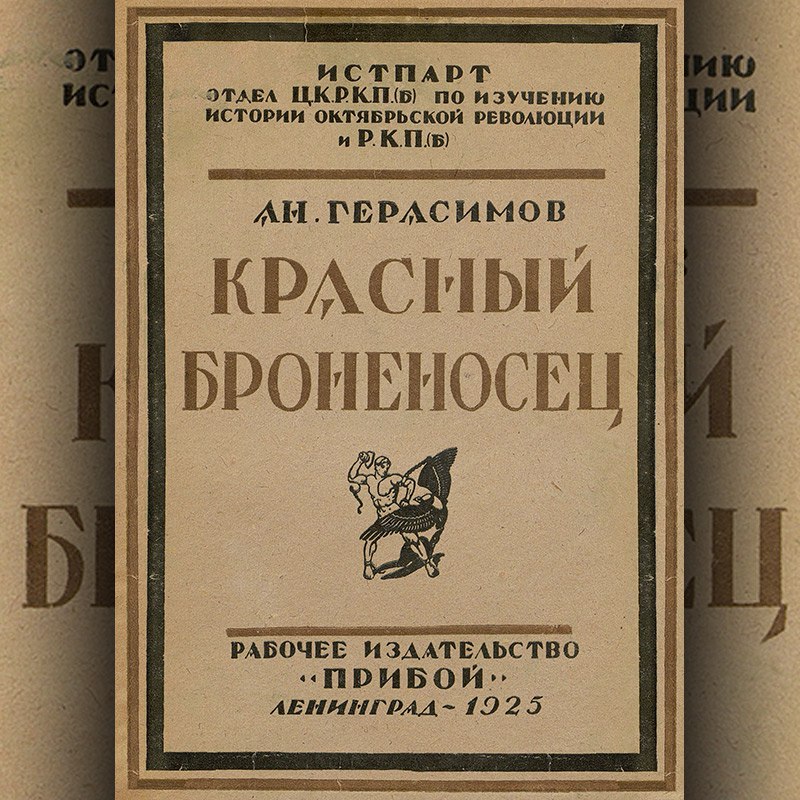 ИСТПАРТ
ОТДЕЛ Ц.К.Р.К.П.(Б) ПО ИЗУЧЕНИЮ
ИСТОРИИ ОКТЯБРЬСКОЙ РЕВОЛЮЦИИ
и Р.К.П.(Б)
АН. ГЕРАСИМОВ
КРАСНЫЙ
БРОНЕНОСЕЦ
РАБОЧЕЕ ИЗДАТЕЛЬСТВО
"ПРИБОЙ"
ЛЕНИНГРАД ~ 1925